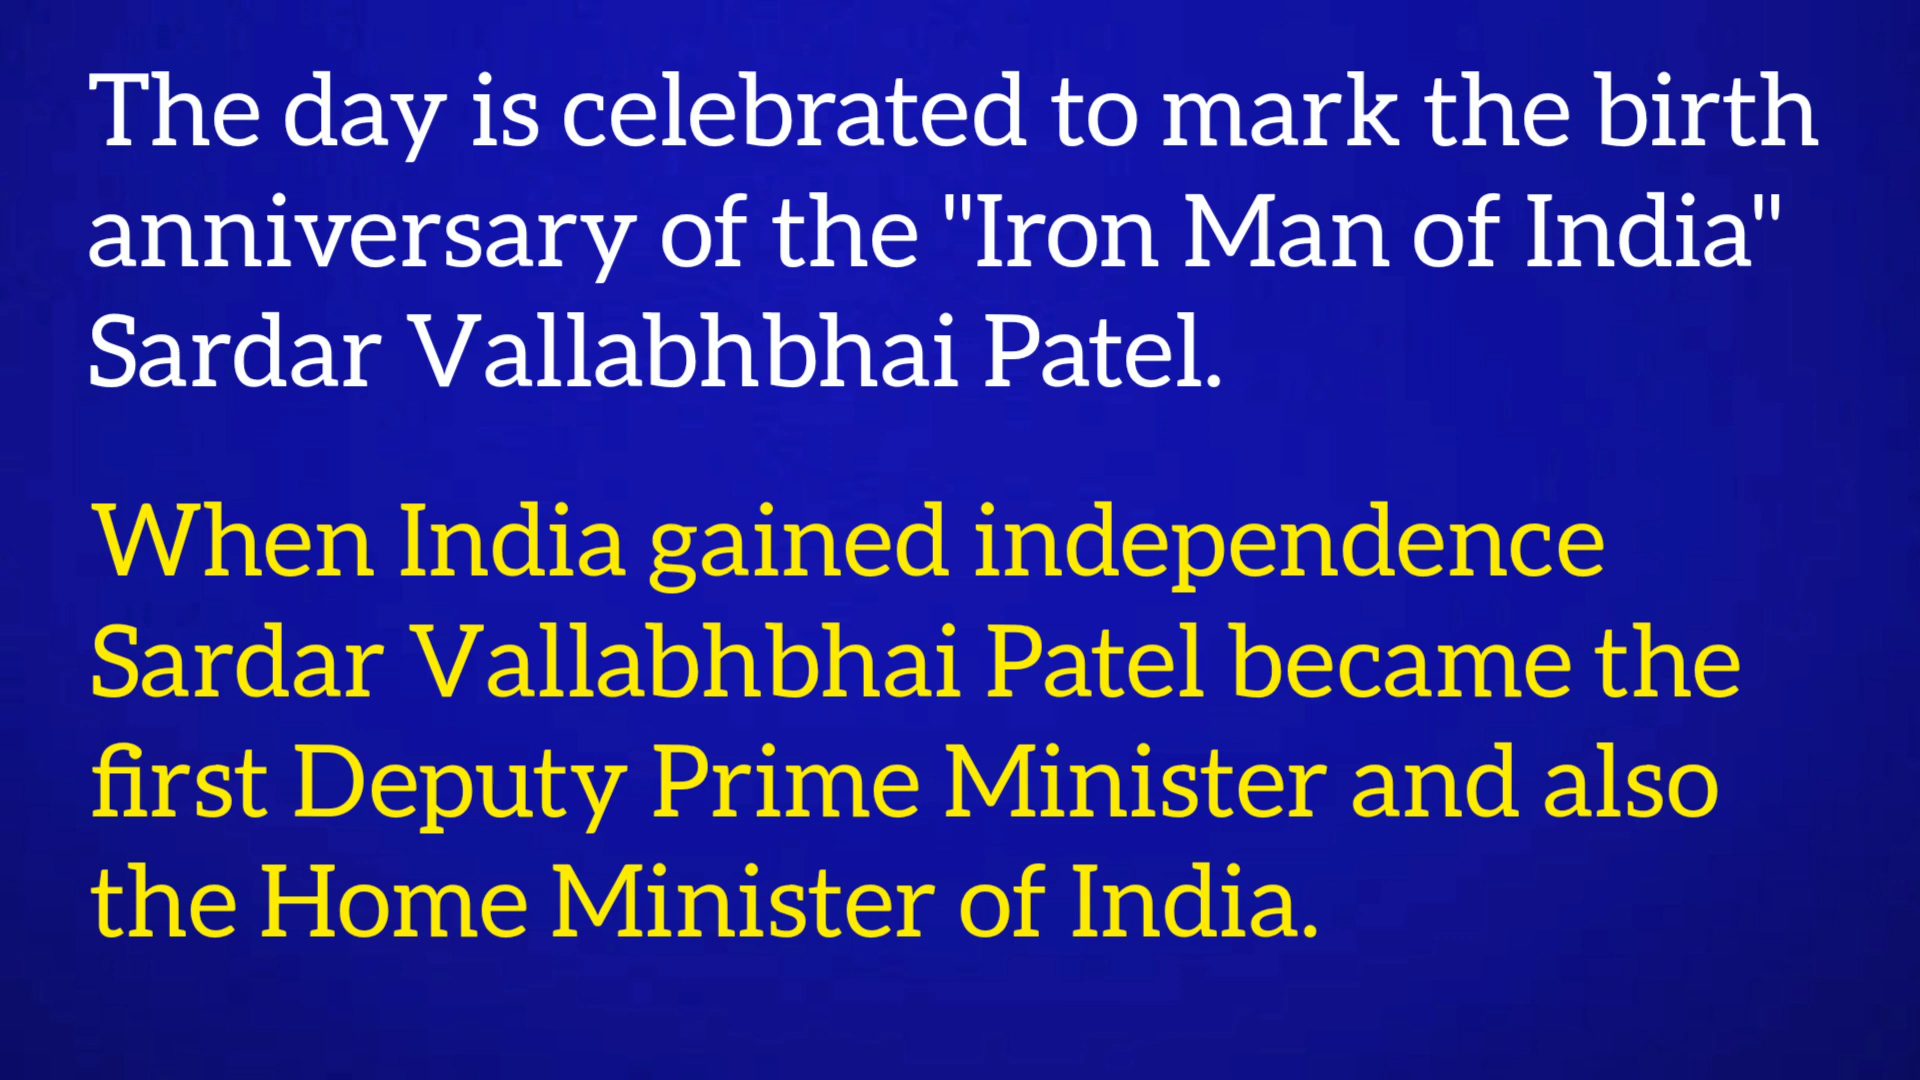 The day is celebrated to mark the birth
anniversary of the "Iron Man of India"
Sardar Vallabhbhai Patel.
When India gained independence
Sardar Vallabhbhai Patel became the
first Deputy Prime Minister and also
the Home Minister of India.